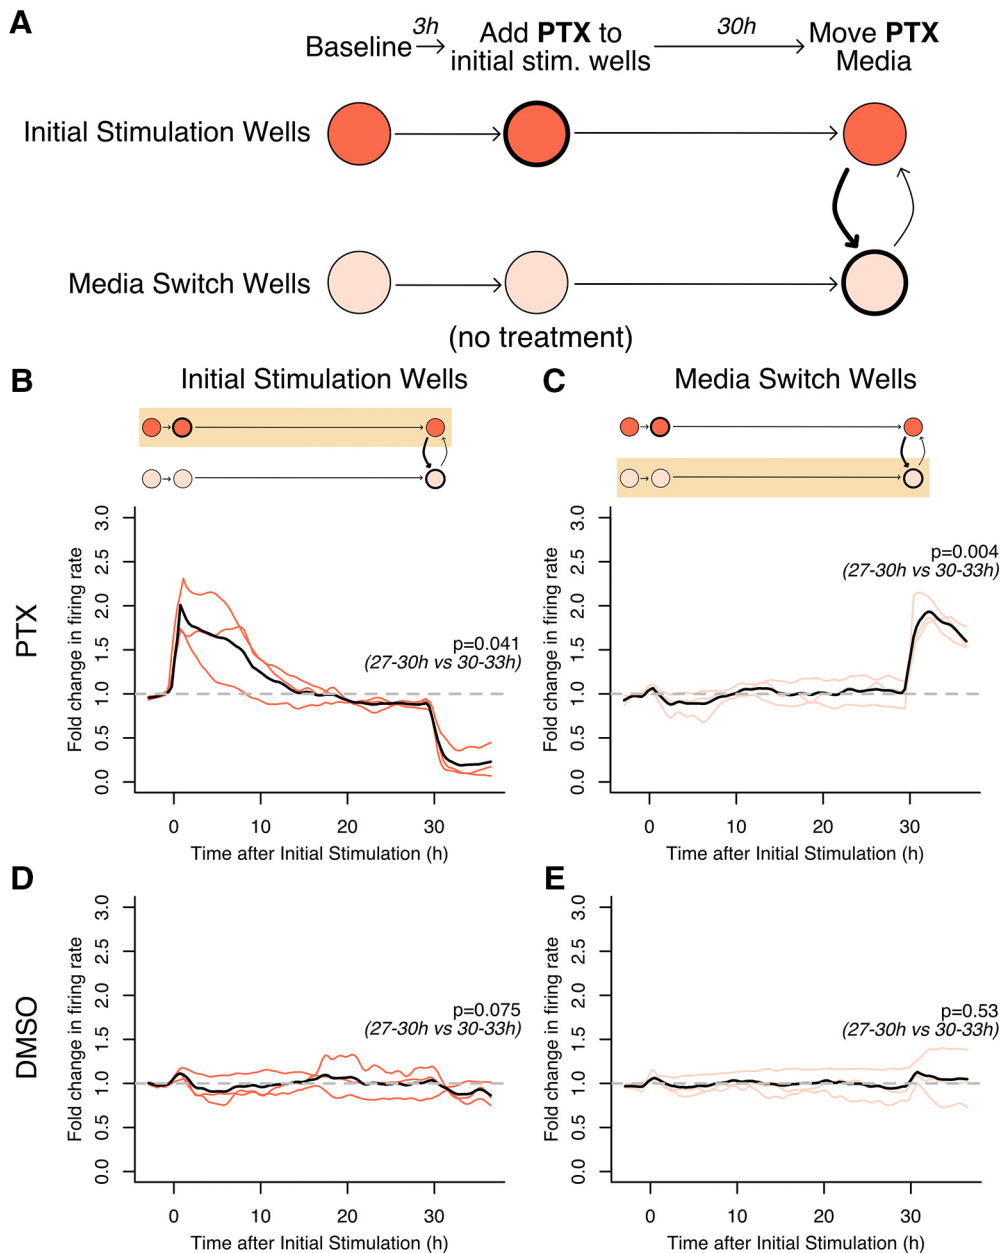 A
Baseline
3h
Add PTX to
initial stim. wells
30h
Move PTX
Media
Initial Stimulation Wells
Media Switch Wells
(no treatment)
B
Initial Stimulation Wells
C
Media Switch Wells
PTX
Fold change in firing rate
3.0
2.5
2.0
1.5
1.0
0.5
0.0
p=0.041
(27-30h vs 30-33h)
0 10 20 30
Time after Initial Stimulation (h)
Fold change in firing rate
3.0
2.5
2.0
1.5
1.0
0.5
0.0
p=0.004
(27-30h vs 30-33h)
0 10 20 30
Time after Initial Stimulation (h)
D
E
DMSO
Fold change in firing rate
3.0
2.5
2.0
1.5
1.0
0.5
0.0
p=0.075
(27-30h vs 30-33h)
0 10 20 30
Time after Initial Stimulation (h)
Fold change in firing rate
3.0
2.5
2.0
1.5
1.0
0.5
0.0
p=0.53
(27-30h vs 30-33h)
0 10 20 30
Time after Initial Stimulation (h)